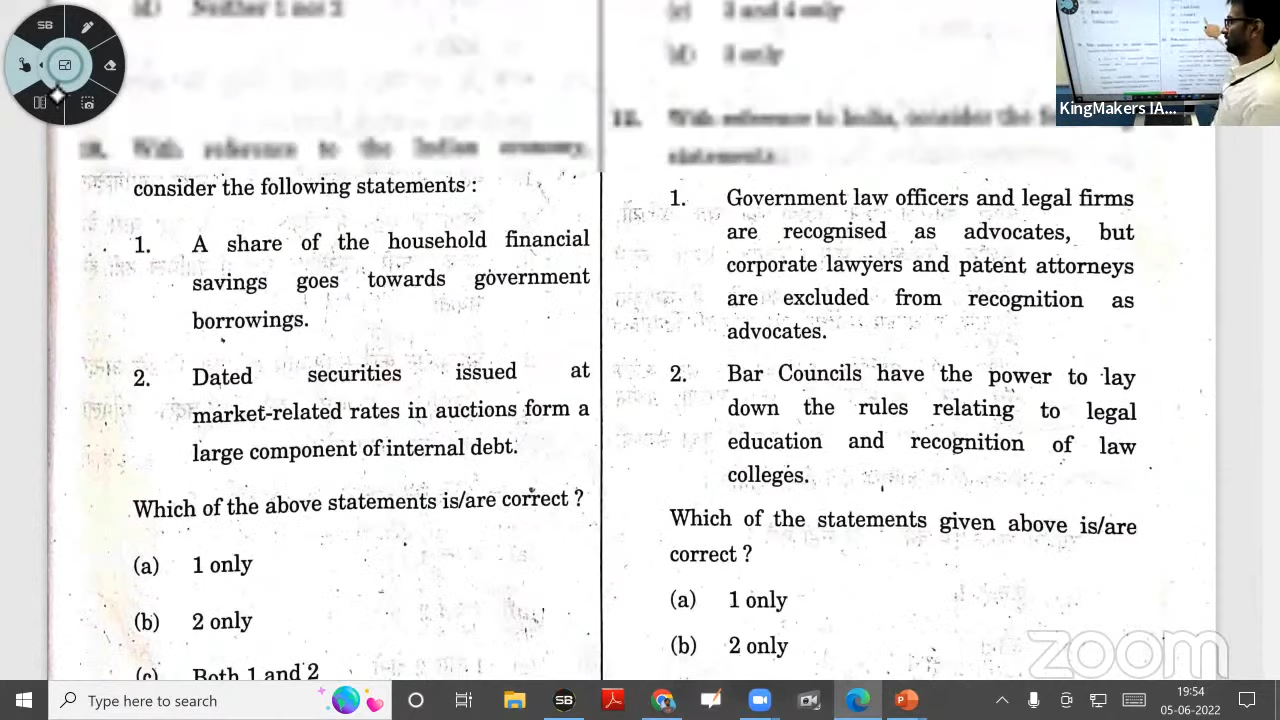 SB
KingMakers IA...
consider the following statements :
1. A share of the household financial
savings goes towards government
borrowings.
2. Dated securities issued at
market-related rates in auctions form a
large component of internal debt.
Which of the above statements is/are correct ?
(a) 1 only
(b) 2 only
(c) Both 1 and 2
1. Government law officers and legal firms
are recognised as advocates, but
corporate lawyers and patent attorneys
are excluded from recognition as
advocates.
2. Bar Councils have the power to lay
down the rules relating to legal
education and recognition of law
colleges.
Which of the statements given above is/are
correct ?
(a) 1 only
(b) 2 only
zoom
Type here to search
SB
19:54
05-06-2022